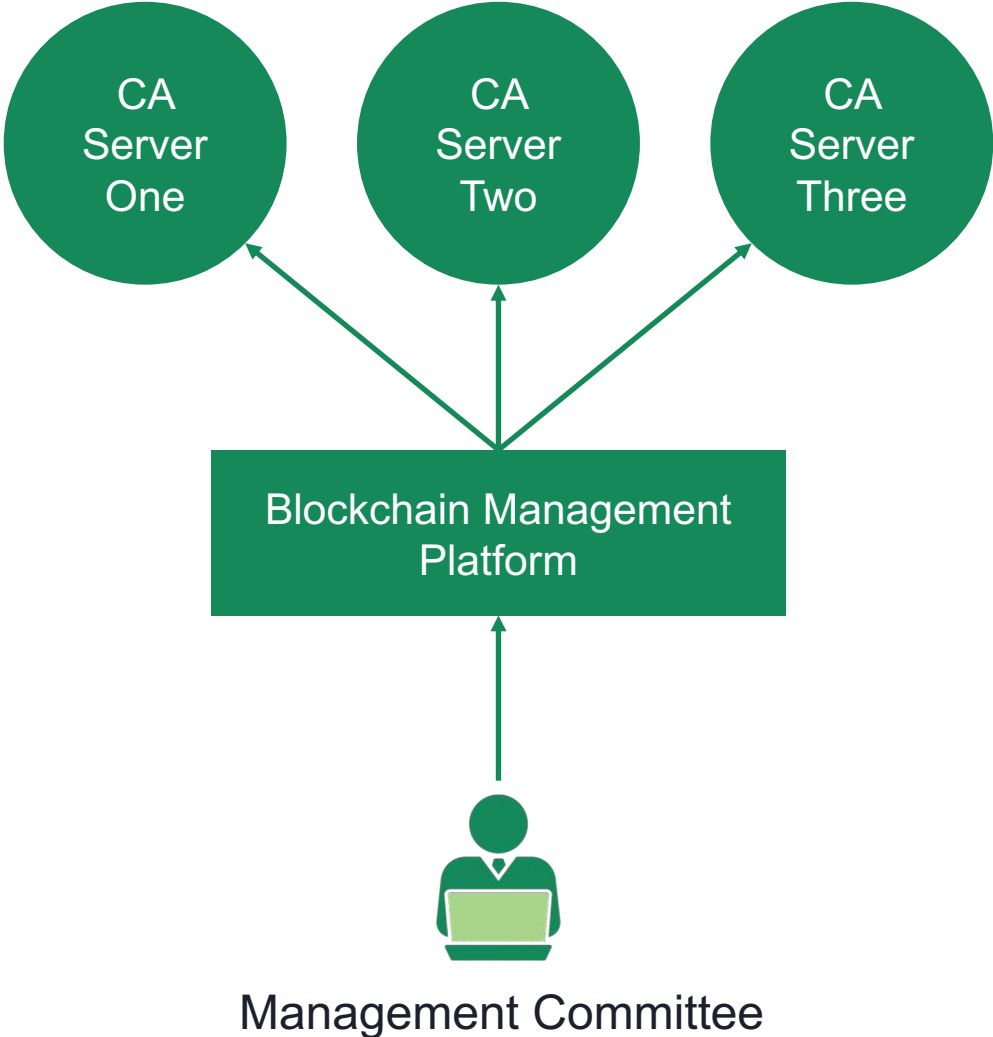 CA
Server
One
CA
Server
Two
CA
Server
Three
Blockchain Management
Platform
Management Committee